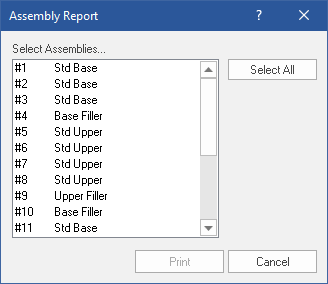 Assembly Report ?
Select Assemblies...
#1 Std Base
#2 Std Base
#3 Std Base
#4 Base Filler
#5 Std Upper
#6 Std Upper
#7 Std Upper
#8 Std Upper
#9 Upper Filler
#10 Base Filler
#11 Std Base
Select All
Print
Cancel